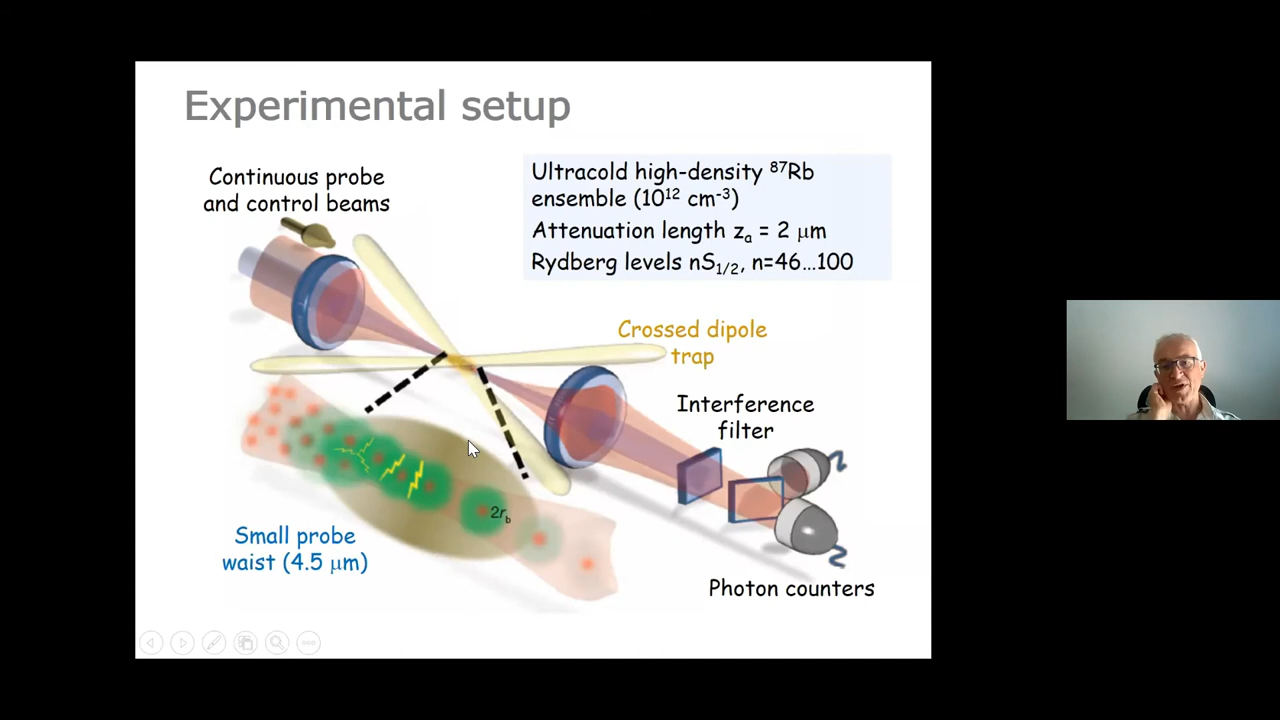 Experimental setup
Continuous probe
and control beams
Ultracold high-density ⁸⁷Rb
ensemble (10¹² cm⁻³)
Attenuation length zₐ = 2 μm
Rydberg levels nS₁/₂, n=46…100
Crossed dipole
trap
Interference
filter
2r_b
Small probe
waist (4.5 μm)
Photon counters